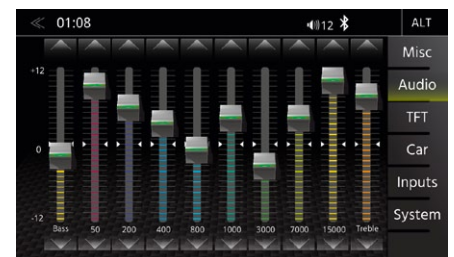 01:08 12 ALT
Misc
Audio
TFT
Car
Inputs
System
+12
0
-12
Bass 50 200 400 800 1000 3000 7000 15000 Treble